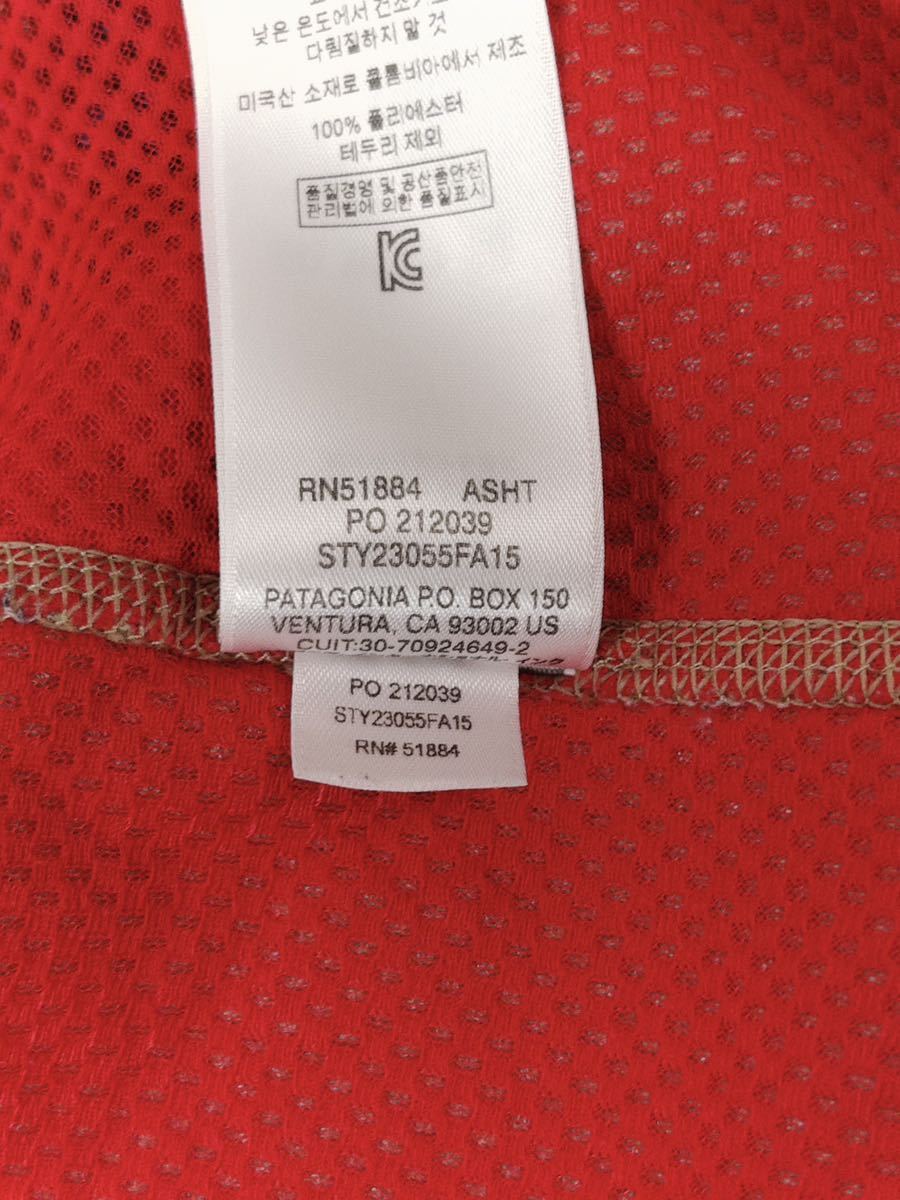 낮은 온도에서 건조기로
다림질하지 말 것
미국산 소재로 콜롬비아에서 제조
100% 폴리에스터
테두리 제외
품질경영 및 공산품안전
관리법에 의한 품질표시
RN51884 ASHT
PO 212039
STY23055FA15
PATAGONIA P.O. BOX 150
VENTURA, CA 93002 US
CUIT:30-70924649-2
PO 212039
STY23055FA15
RN# 51884